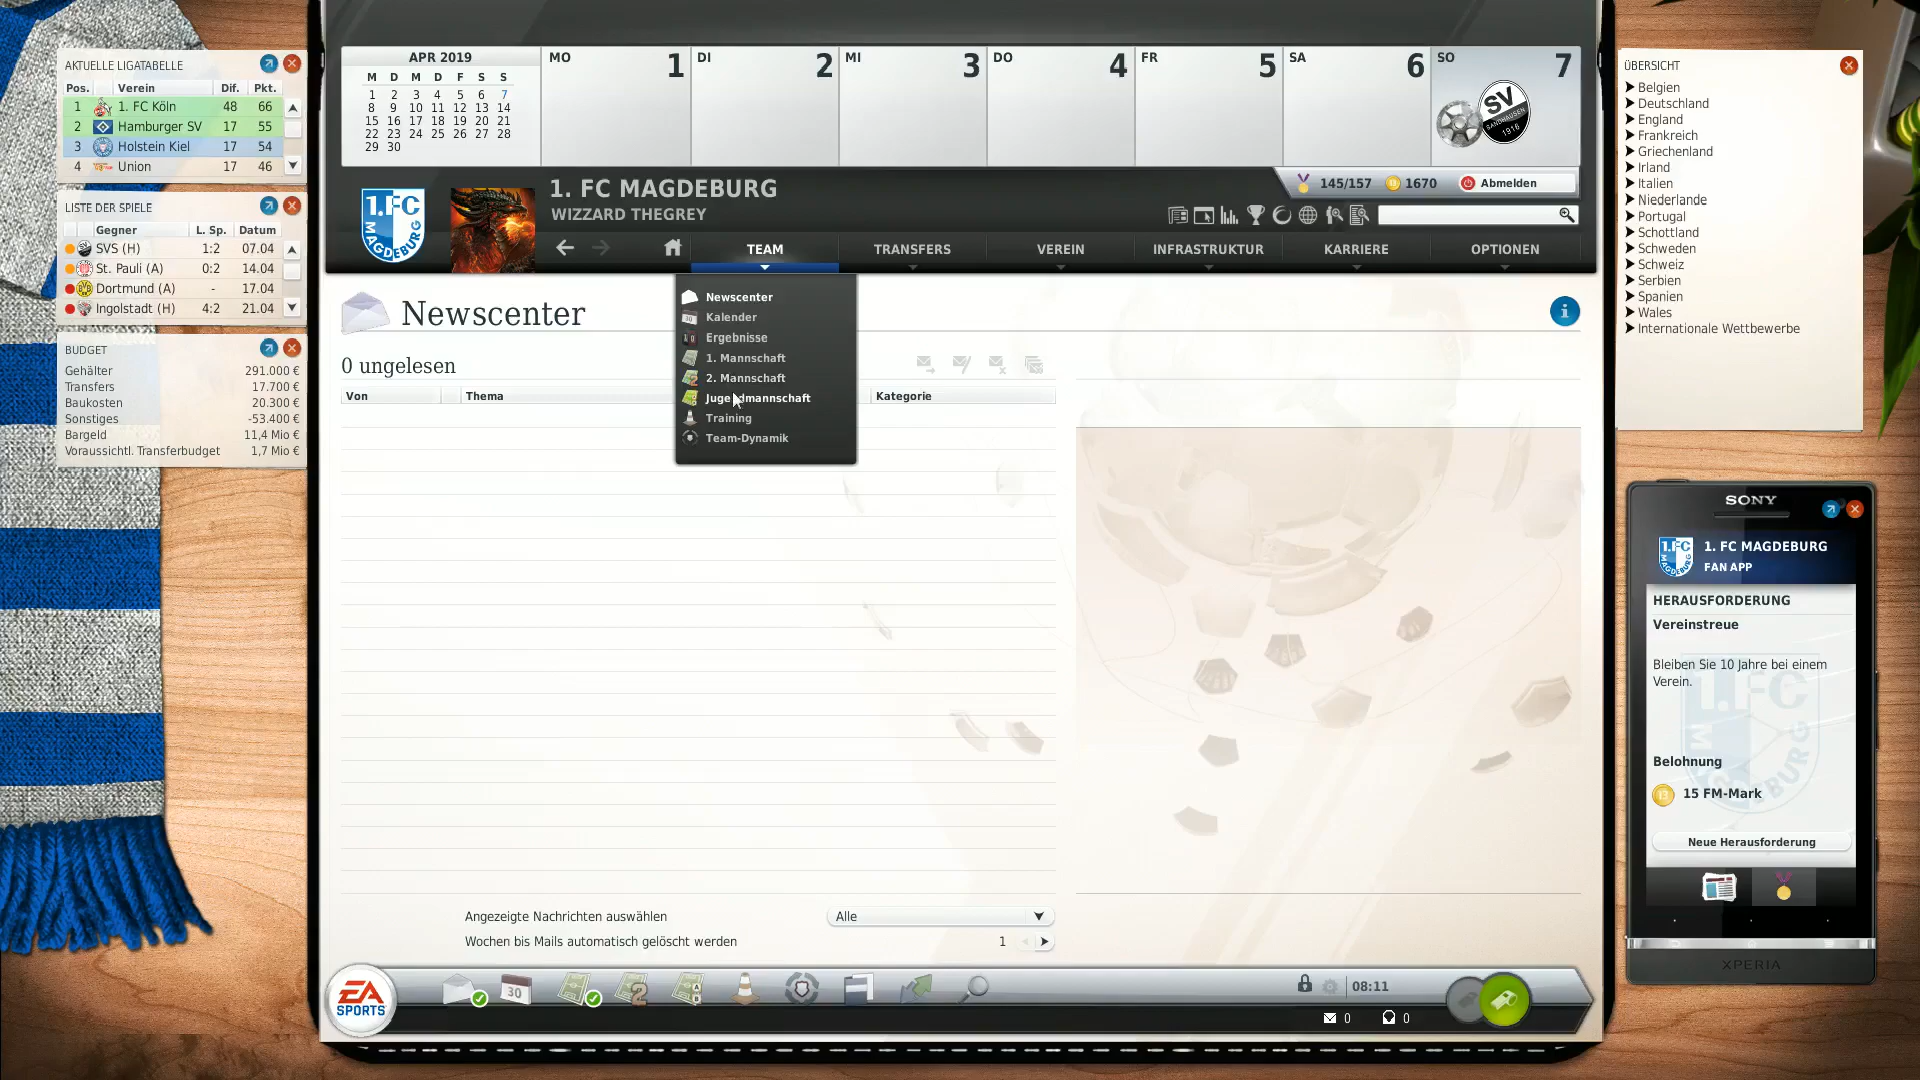 AKTUELLE LIGATABELLE
Pos. Verein Dif. Pkt.
1 1. FC Köln 48 66
2 Hamburger SV 17 55
3 Holstein Kiel 17 54
4 Union 17 46
LISTE DER SPIELE
Gegner L. Sp. Datum
SVS (H) 1:2 07.04
St. Pauli (A) 0:2 14.04
Dortmund (A) - 17.04
Ingolstadt (H) 4:2 21.04
BUDGET
Gehälter 291.000 €
Transfers 17.700 €
Baukosten 20.300 €
Sonstiges -53.400 €
Bargeld 11,4 Mio €
Voraussichtl. Transferbudget 1,7 Mio €
APR 2019
M D M D F S S
1 2 3 4 5 6 7
8 9 10 11 12 13 14
15 16 17 18 19 20 21
22 23 24 25 26 27 28
29 30
MO 1 DI 2 MI 3 DO 4 FR 5 SA 6 SO 7
SV
SANDHAUSEN
1916
1.FC
MAGDEBURG
1. FC MAGDEBURG
WIZZARD THEGREY
145/157 1670 Abmelden
TEAM TRANSFERS VEREIN INFRASTRUKTUR KARRIERE OPTIONEN
Newscenter
Kalender
Ergebnisse
1. Mannschaft
2. Mannschaft
Jugendmannschaft
Training
Team-Dynamik
Newscenter
0 ungelesen
Von Thema Kategorie
Angezeigte Nachrichten auswählen Alle
Wochen bis Mails automatisch gelöscht werden 1
EA
SPORTS
30
2
08:11
0 0
ÜBERSICHT
Belgien
Deutschland
England
Frankreich
Griechenland
Irland
Italien
Niederlande
Portugal
Schottland
Schweden
Schweiz
Serbien
Spanien
Wales
Internationale Wettbewerbe
SONY
1. FC MAGDEBURG
FAN APP
HERAUSFORDERUNG
Vereinstreue
Bleiben Sie 10 Jahre bei einem
Verein.
Belohnung
15 FM-Mark
Neue Herausforderung
XPERIA